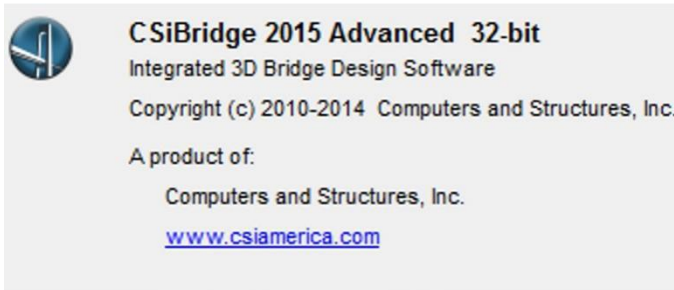 CSiBridge 2015 Advanced 32-bit
Integrated 3D Bridge Design Software
Copyright (c) 2010-2014 Computers and Structures, Inc.
A product of:
Computers and Structures, Inc.
www.csiamerica.com